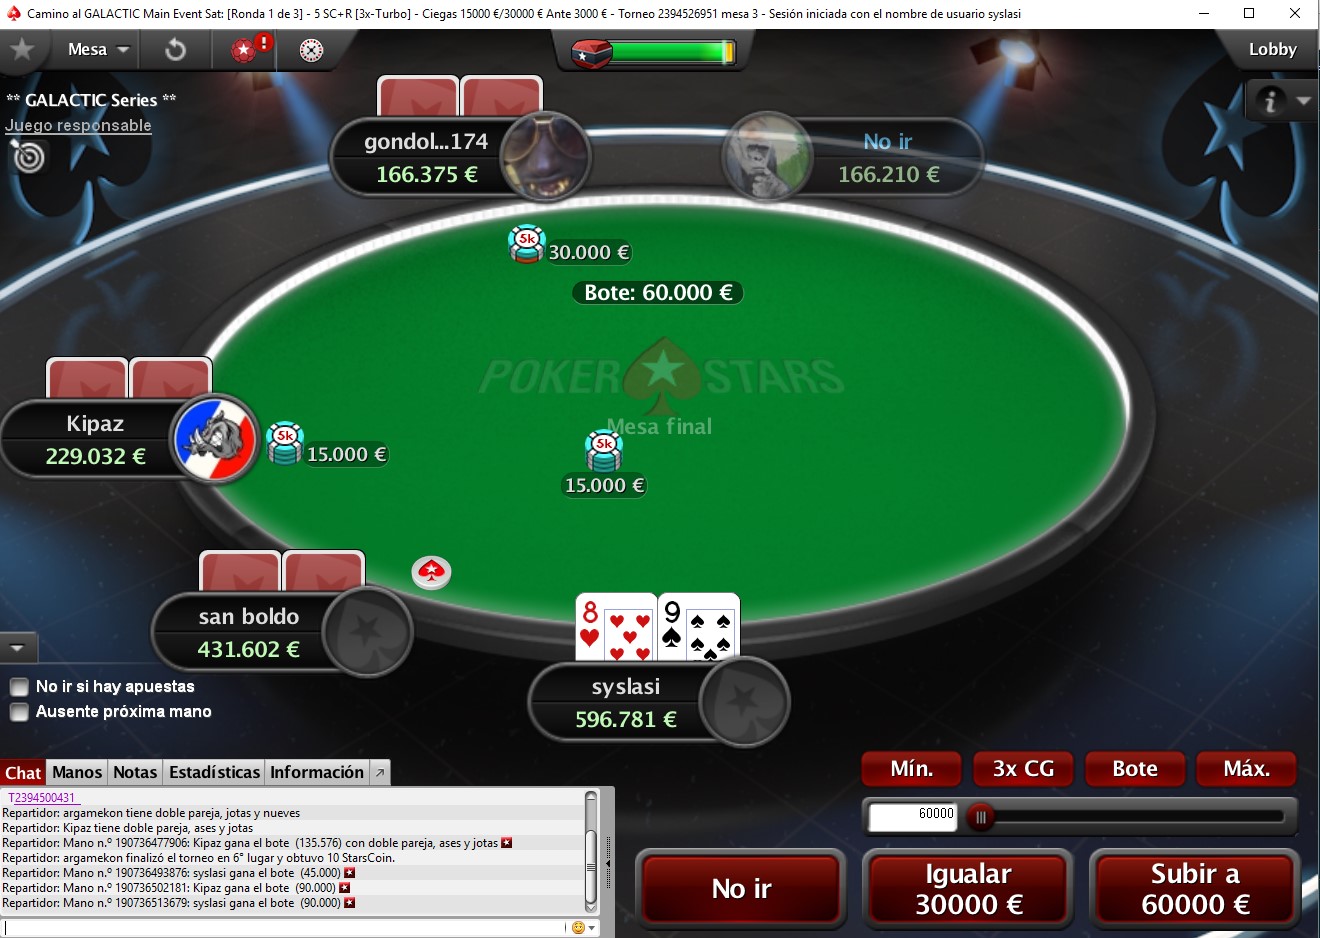 Camino al GALACTIC Main Event Sat: [Ronda 1 de 3] - 5 SC+R [3x-Turbo] - Ciegas 15000 €/30000 € Ante 3000 € - Torneo 2394526951 mesa 3 - Sesión iniciada con el nombre de usuario syslasi
Mesa
!
Lobby
** GALACTIC Series **
Juego responsable
i
gondol...174
166.375 €
No ir
166.210 €
5k
30.000 €
Bote: 60.000 €
POKER STARS
Mesa final
Kipaz
229.032 €
5k
15.000 €
5k
15.000 €
san boldo
431.602 €
8
9
syslasi
596.781 €
No ir si hay apuestas
Ausente próxima mano
Chat Manos Notas Estadísticas Información
T2394500431
Repartidor: argamekon tiene doble pareja, jotas y nueves
Repartidor: Kipaz tiene doble pareja, ases y jotas
Repartidor: Mano n.º 190736477906: Kipaz gana el bote (135.576) con doble pareja, ases y jotas
Repartidor: argamekon finalizó el torneo en 6° lugar y obtuvo 10 StarsCoin.
Repartidor: Mano n.º 190736493876: syslasi gana el bote (45.000)
Repartidor: Mano n.º 190736502181: Kipaz gana el bote (90.000)
Repartidor: Mano n.º 190736513679: syslasi gana el bote (90.000)
Mín.
3x CG
Bote
Máx.
60000
No ir
Igualar
30000 €
Subir a
60000 €